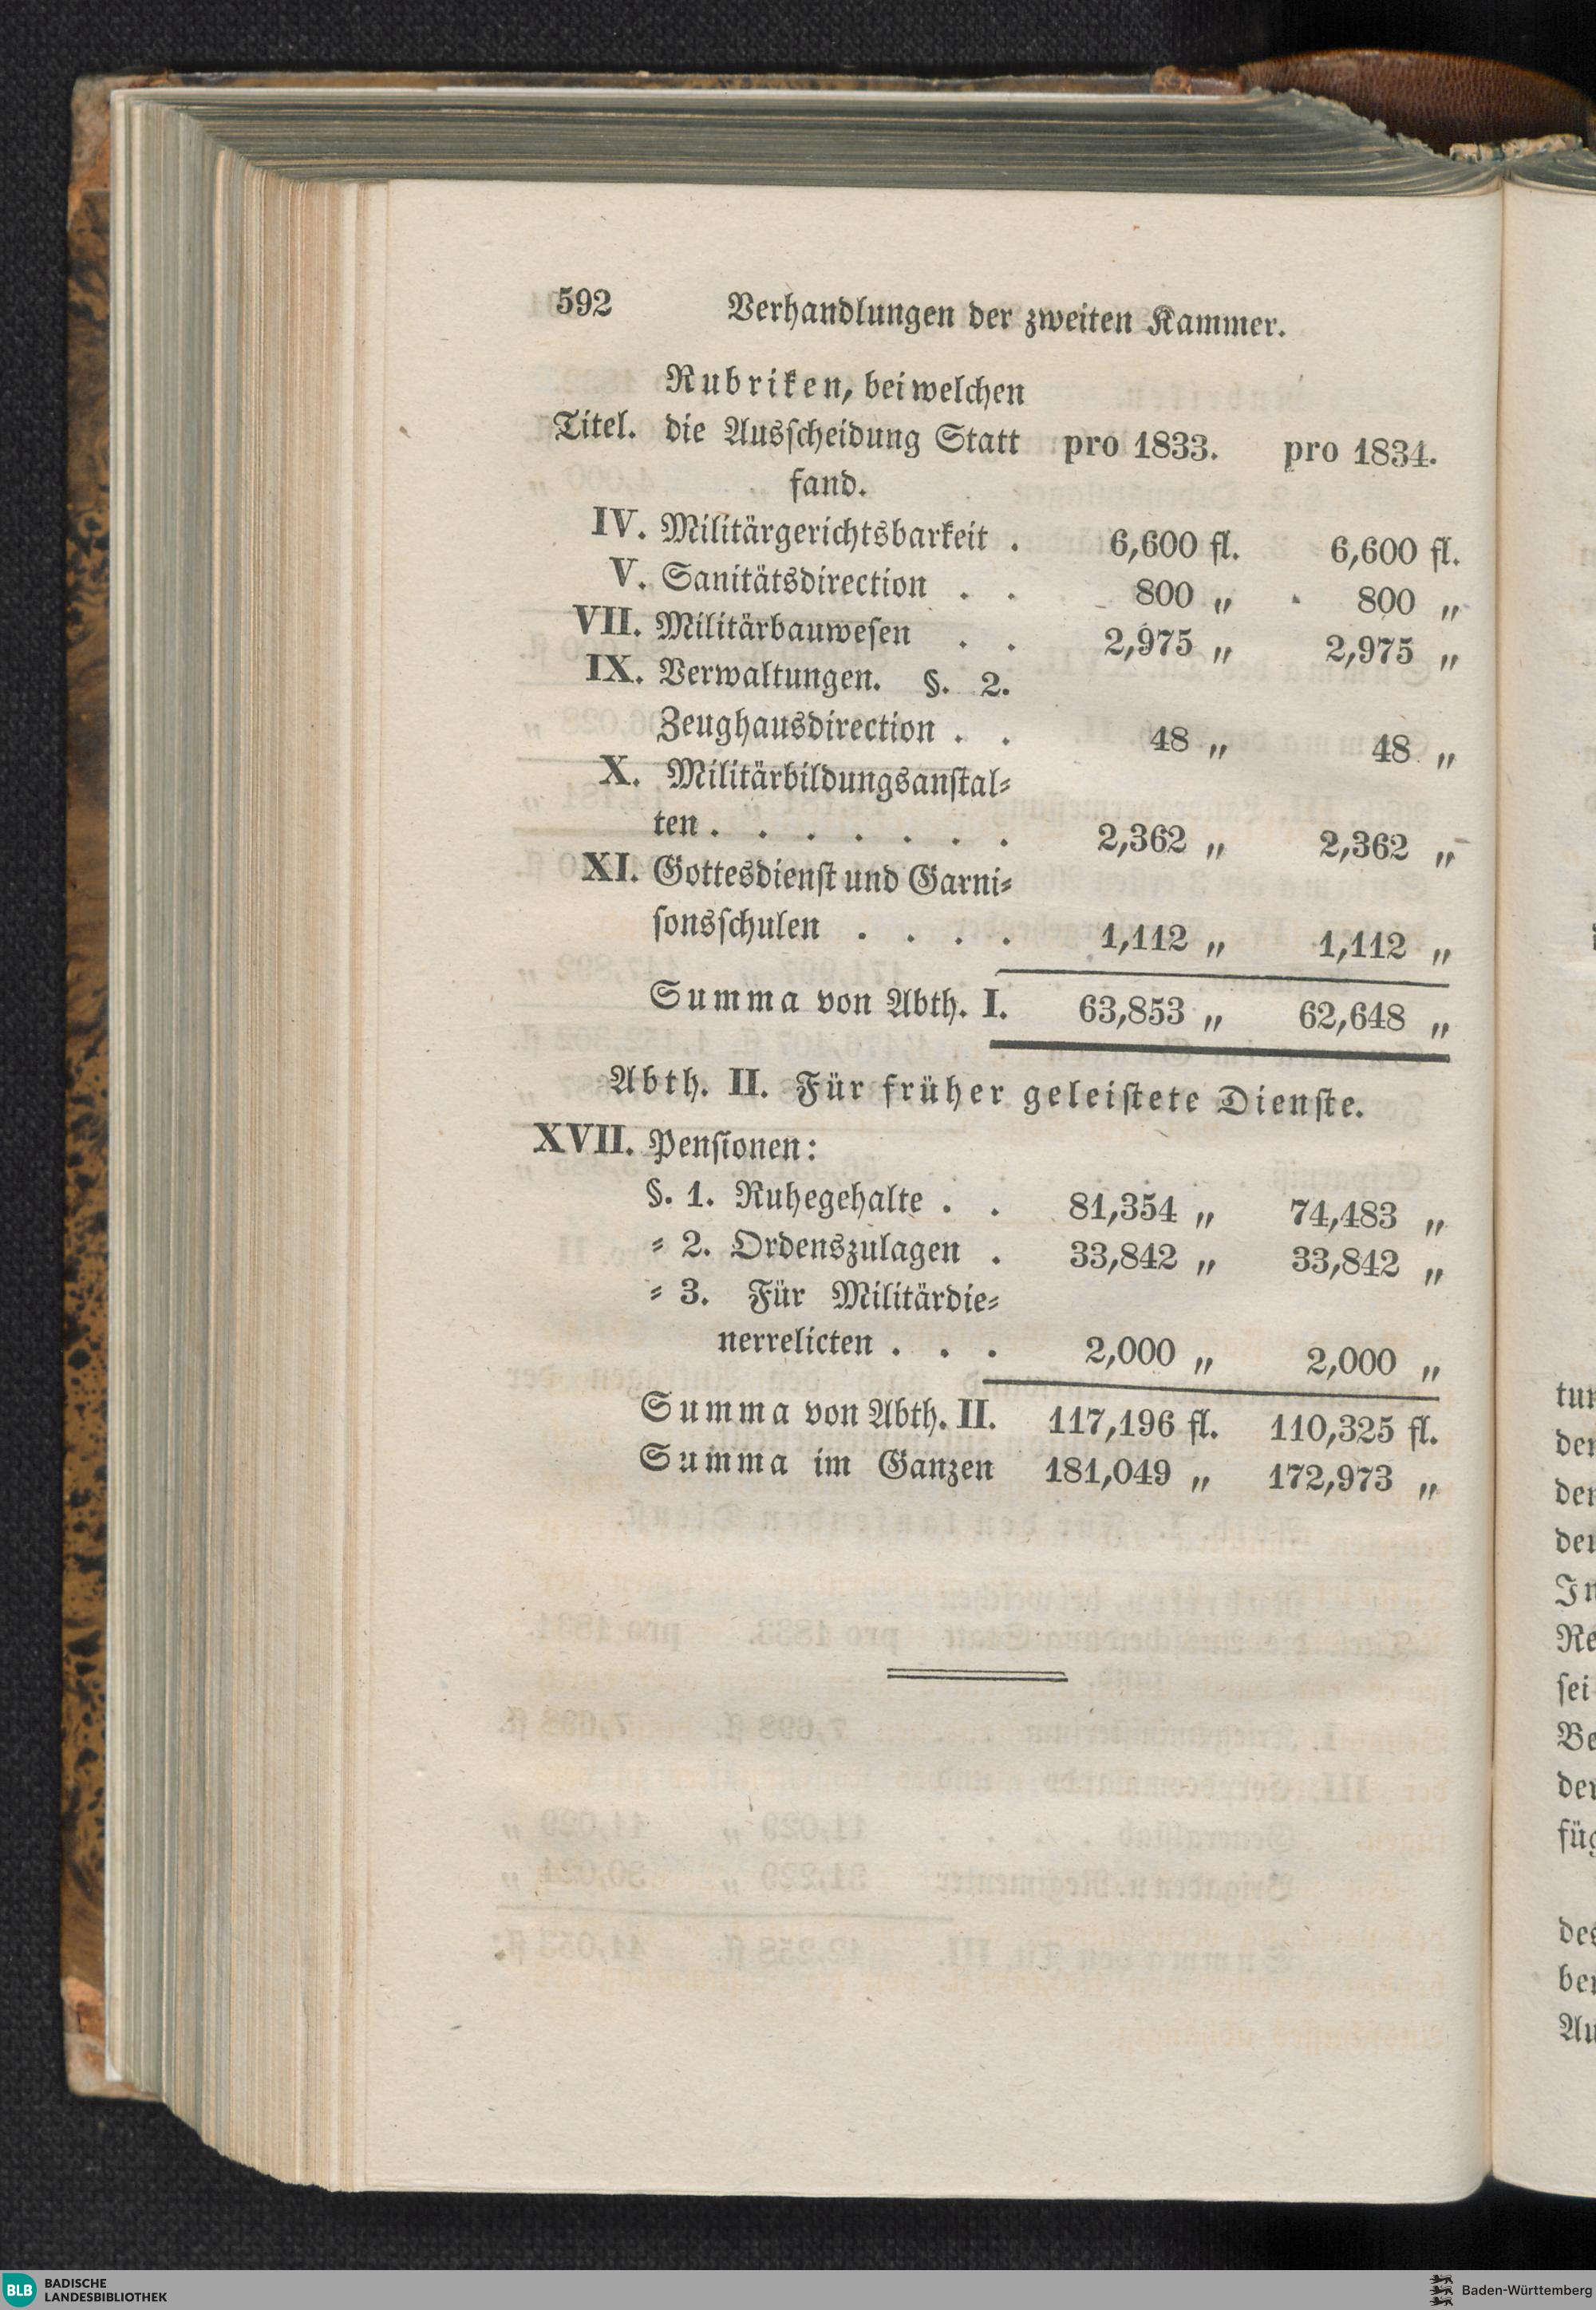 592 Verhandlungen der zweiten Kammer.
Rubriken, bei welchen
Titel. die Ausscheidung Statt pro 1833. pro 1834.
fand.
IV. Militärgerichtsbarkeit . 6,600 fl. 6,600 fl.
V. Sanitätsdirection . . 800 „ 800 „
VII. Militärbauwesen . . 2,975 „ 2,975 „
IX. Verwaltungen. §. 2.
Zeughausdirection . . 48 „ 48 „
X. Militärbildungsanstal-
ten . . . . . . . 2,362 „ 2,362 „
XI. Gottesdienst und Garni-
sonsschulen . . . . 1,112 „ 1,112 „
Summa von Abth. I. 63,853 „ 62,648 „
Abth. II. Für früher geleistete Dienste.
XVII. Pensionen:
§. 1. Ruhegehalte . . 81,354 „ 74,483 „
= 2. Ordenszulagen . 33,842 „ 33,842 „
= 3. Für Militärdie-
nerrelicten . . . 2,000 „ 2,000 „
Summa von Abth. II. 117,196 fl. 110,325 fl.
Summa im Ganzen 181,049 „ 172,973 „
BLB BADISCHE
LANDESBIBLIOTHEK
Baden-Württemberg